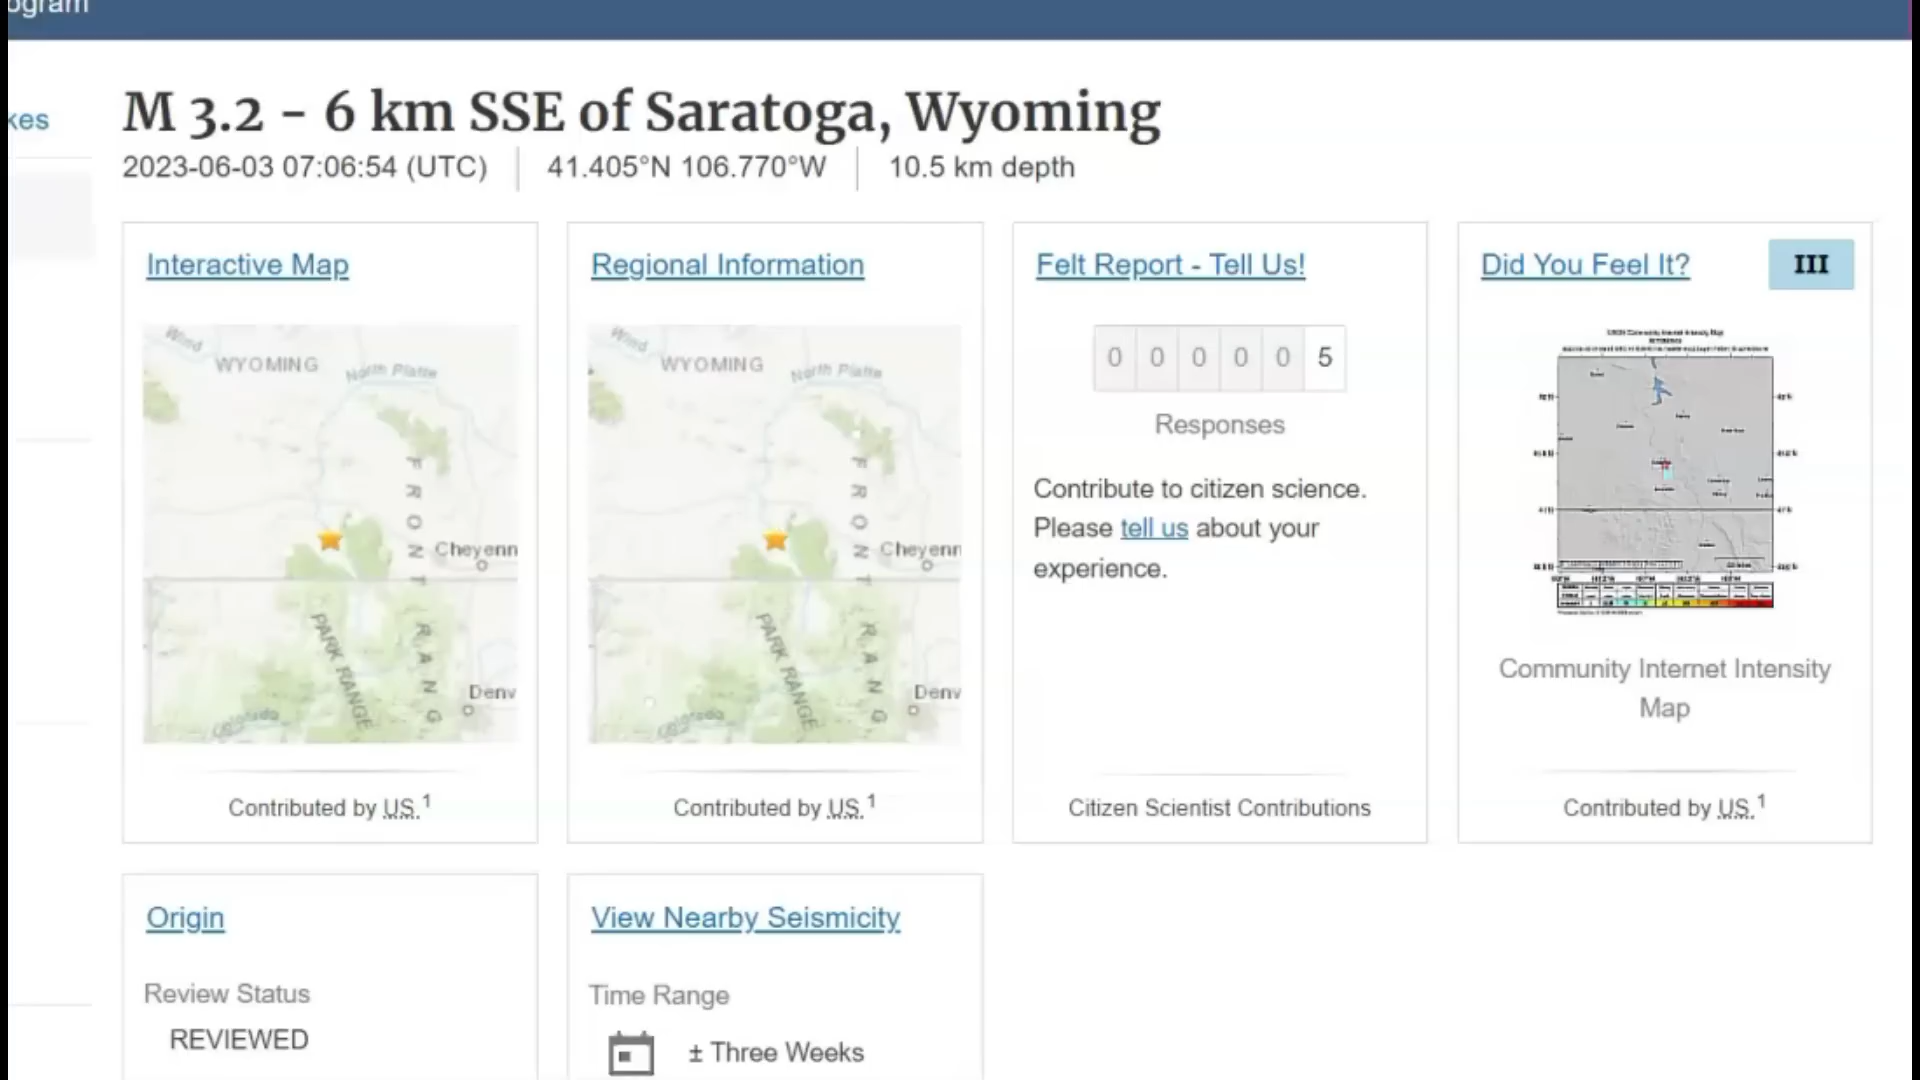 ogram
kes
M 3.2 - 6 km SSE of Saratoga, Wyoming
2023-06-03 07:06:54 (UTC) 41.405°N 106.770°W 10.5 km depth
Interactive Map
Wind
WYOMING
North Platte
FRONT RANG
Cheyenn
PARK RANGE
Denv
Colorado
Contributed by US.1
Regional Information
Wind
WYOMING
North Platte
FRONT RANG
Cheyenn
PARK RANGE
Denv
Colorado
Contributed by US.1
Felt Report - Tell Us!
0 0 0 0 0 5
Responses
Contribute to citizen science.
Please tell us about your
experience.
Citizen Scientist Contributions
Did You Feel It? III
Community Internet Intensity
Map
Contributed by US.1
Origin
Review Status
REVIEWED
View Nearby Seismicity
Time Range
± Three Weeks